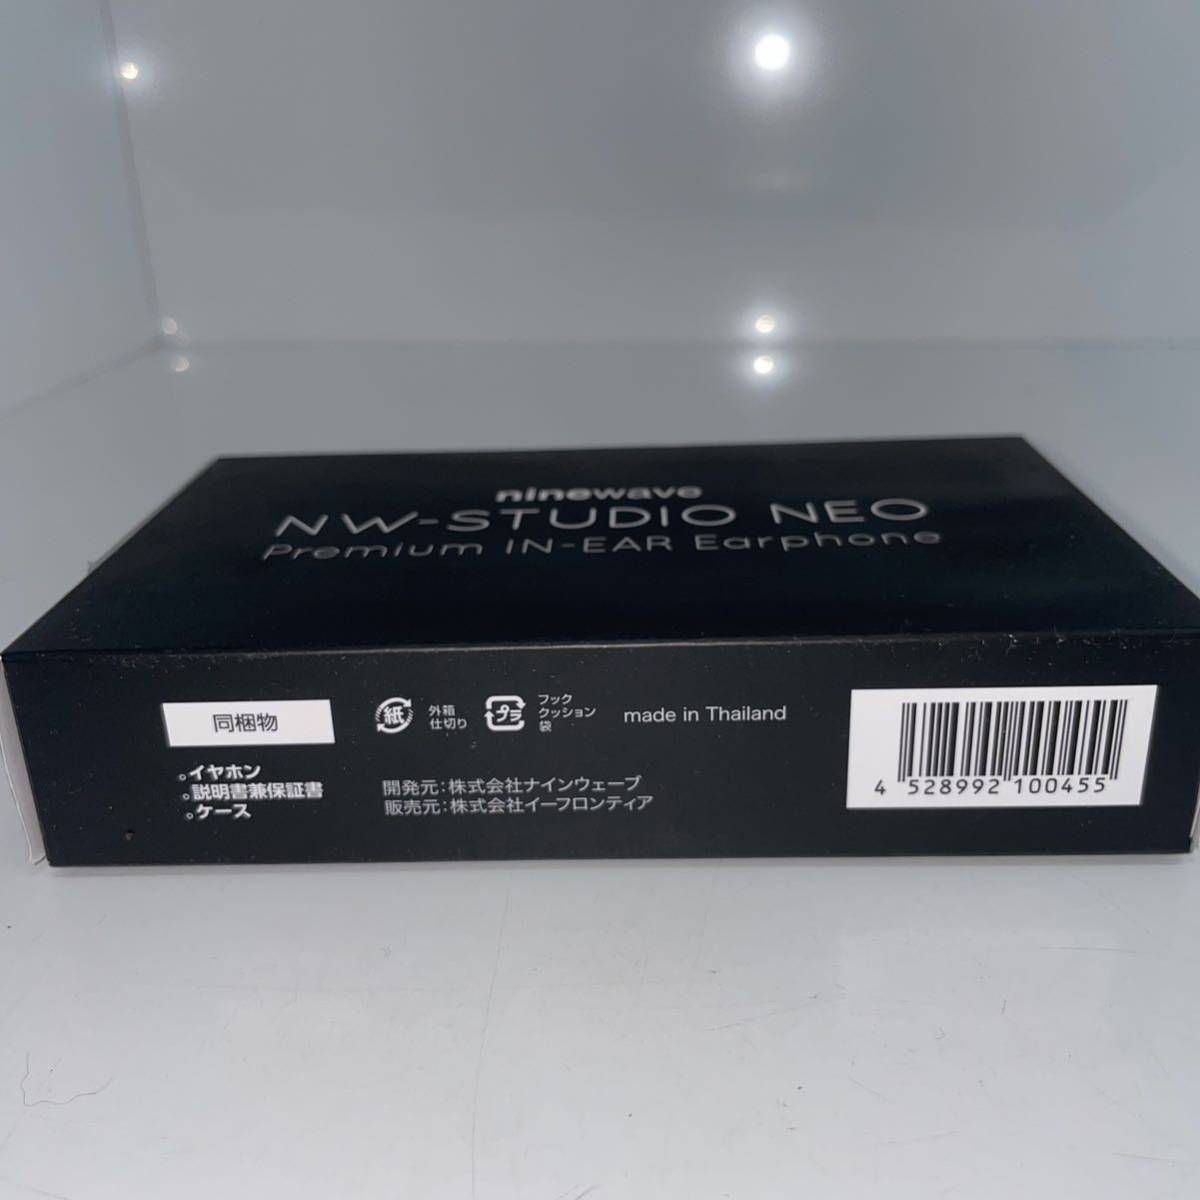 ninewave
NW-STUDIO NEO
Premium IN-EAR Earphone
同梱物
。イヤホン
。説明書兼保証書
。ケース
紙
外箱
仕切り
プラ
フック
クッション
袋
made in Thailand
開発元：株式会社ナインウェーブ
販売元：株式会社イーフロンティア
4 528992 100455